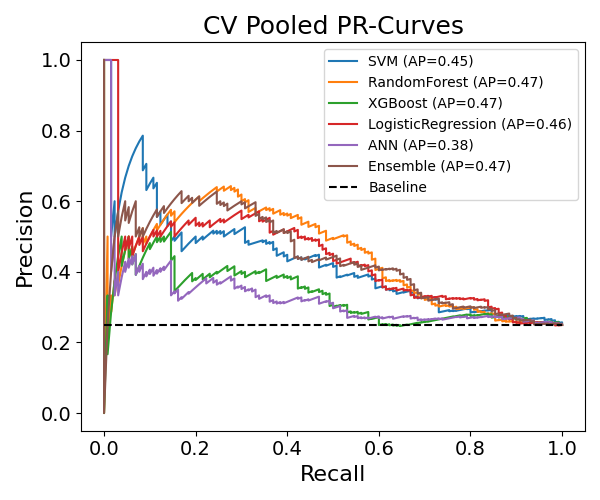 CV Pooled PR-Curves
Precision
1.0
0.8
0.6
0.4
0.2
0.0
SVM (AP=0.45)
RandomForest (AP=0.47)
XGBoost (AP=0.47)
LogisticRegression (AP=0.46)
ANN (AP=0.38)
Ensemble (AP=0.47)
Baseline
0.0 0.2 0.4 0.6 0.8 1.0
Recall